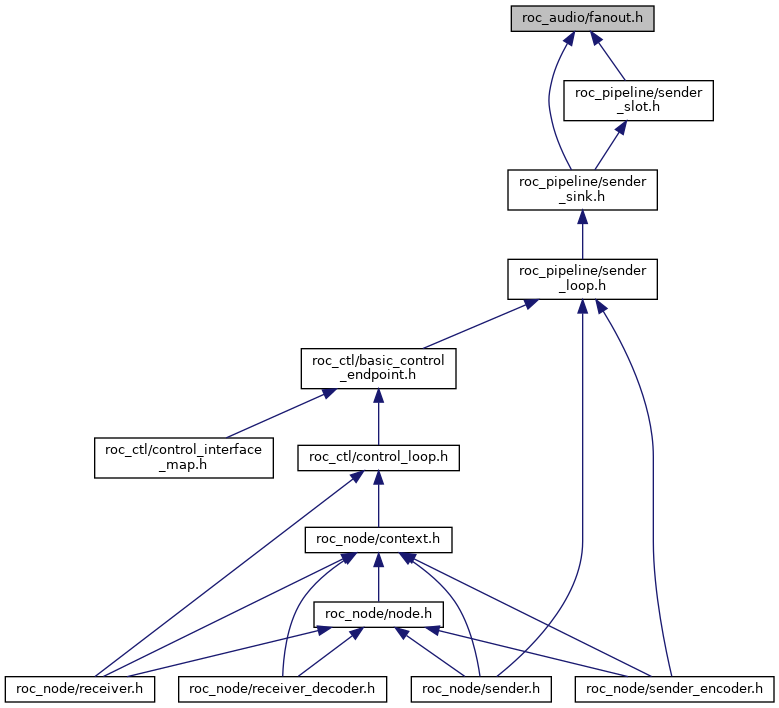 roc_audio/fanout.h
roc_pipeline/sender
_slot.h
roc_pipeline/sender
_sink.h
roc_pipeline/sender
_loop.h
roc_ctl/basic_control
_endpoint.h
roc_ctl/control_interface
_map.h
roc_ctl/control_loop.h
roc_node/context.h
roc_node/node.h
roc_node/receiver.h
roc_node/receiver_decoder.h
roc_node/sender.h
roc_node/sender_encoder.h